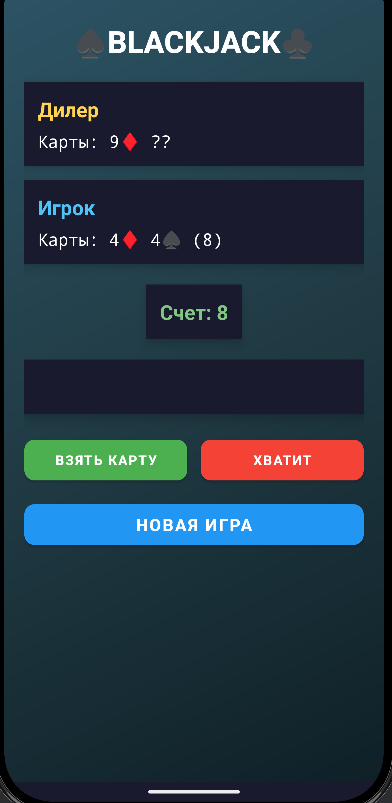 ♠BLACKJACK♣
Дилер
Карты: 9♦ ??
Игрок
Карты: 4♦ 4♠ (8)
Счет: 8
ВЗЯТЬ КАРТУ
ХВАТИТ
НОВАЯ ИГРА